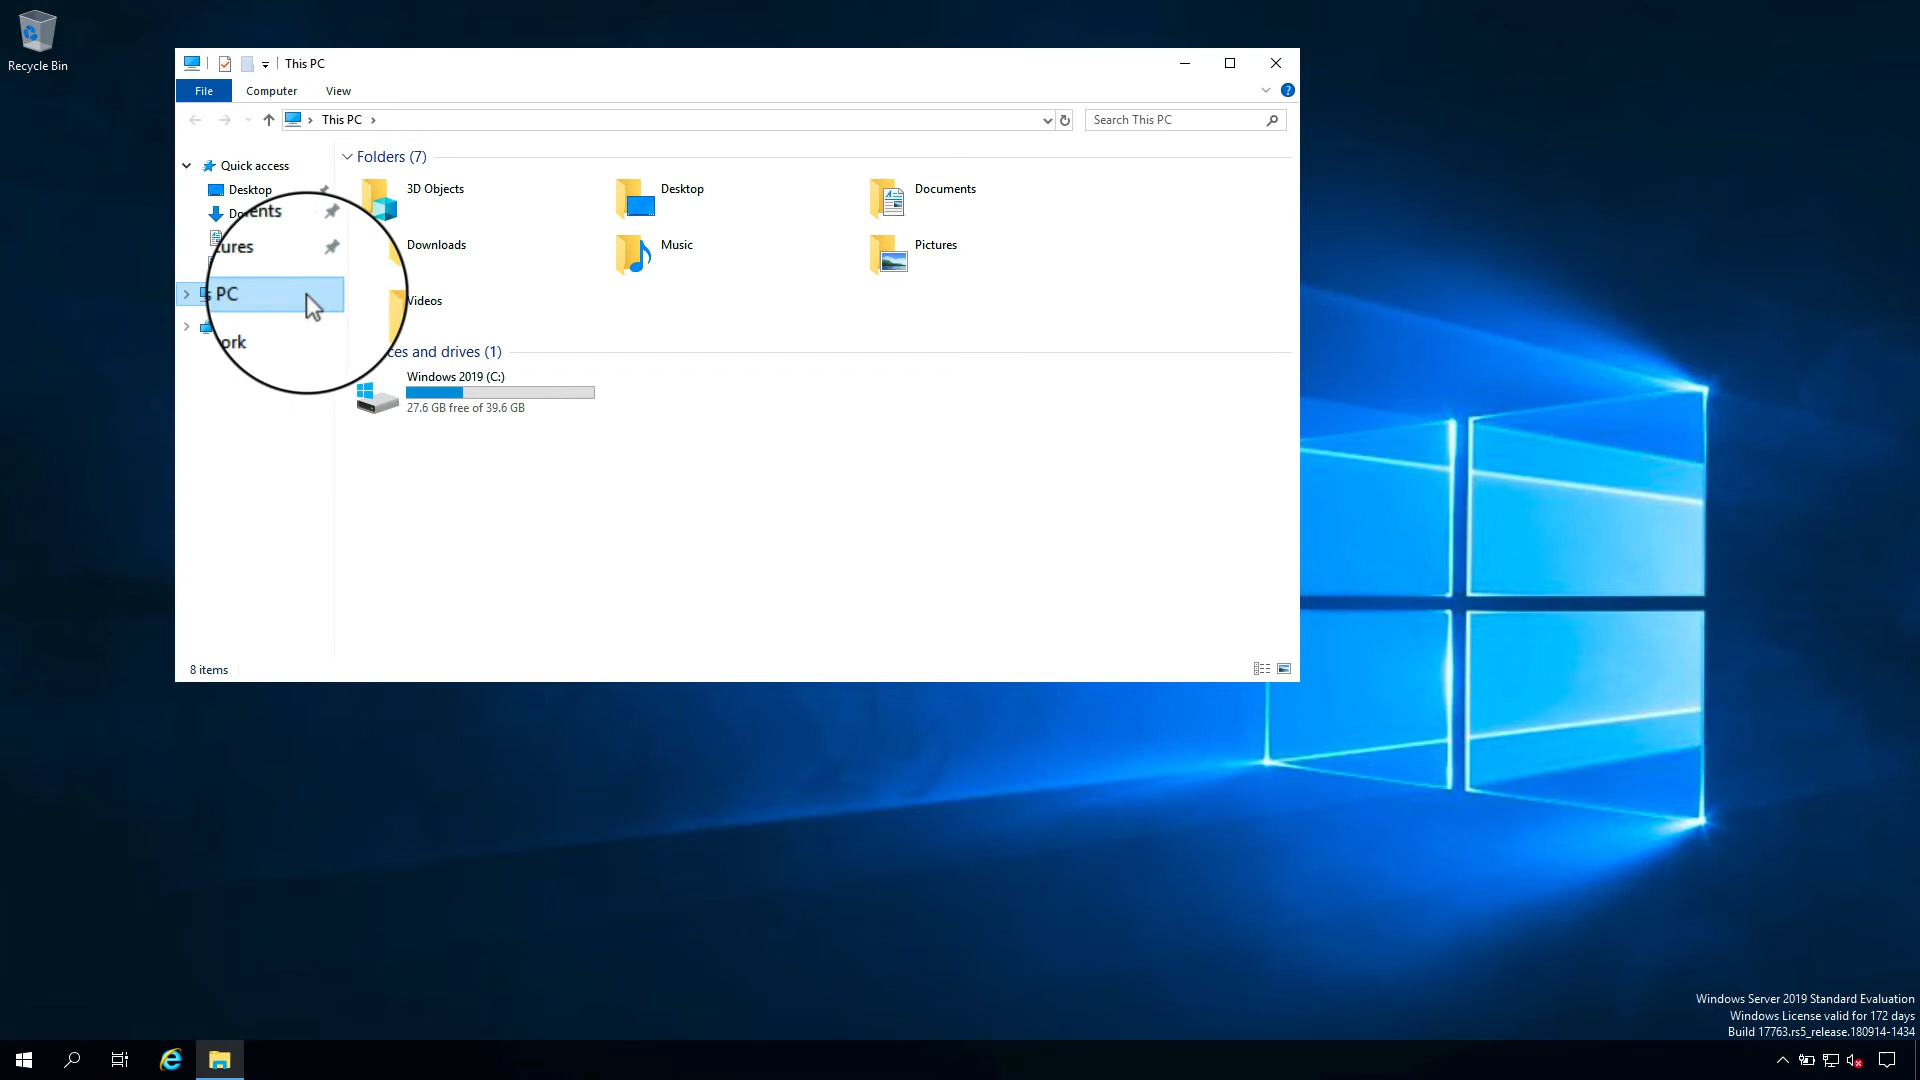 Recycle Bin
This PC
File
Computer
View
This PC
Search This PC
Quick access
Desktop
ents
ures
PC
ork
Folders (7)
3D Objects
Desktop
Documents
Downloads
Music
Pictures
Videos
ces and drives (1)
Windows 2019 (C:)
27.6 GB free of 39.6 GB
8 items
Windows Server 2019 Standard Evaluation
Windows License valid for 172 days
Build 17763.rs5_release.180914-1434